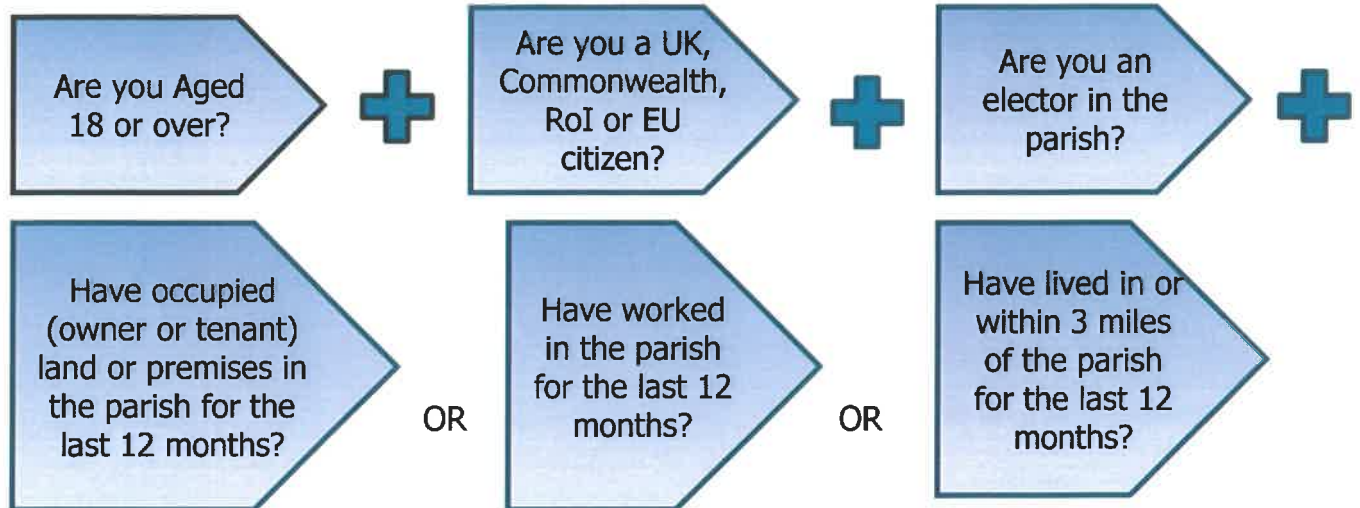 Are you Aged
18 or over?
Are you a UK,
Commonwealth,
RoI or EU
citizen?
Are you an
elector in the
parish?
Have occupied
(owner or tenant)
land or premises in
the parish for the
last 12 months?
OR
Have worked
in the parish
for the last 12
months?
OR
Have lived in or
within 3 miles
of the parish
for the last 12
months?